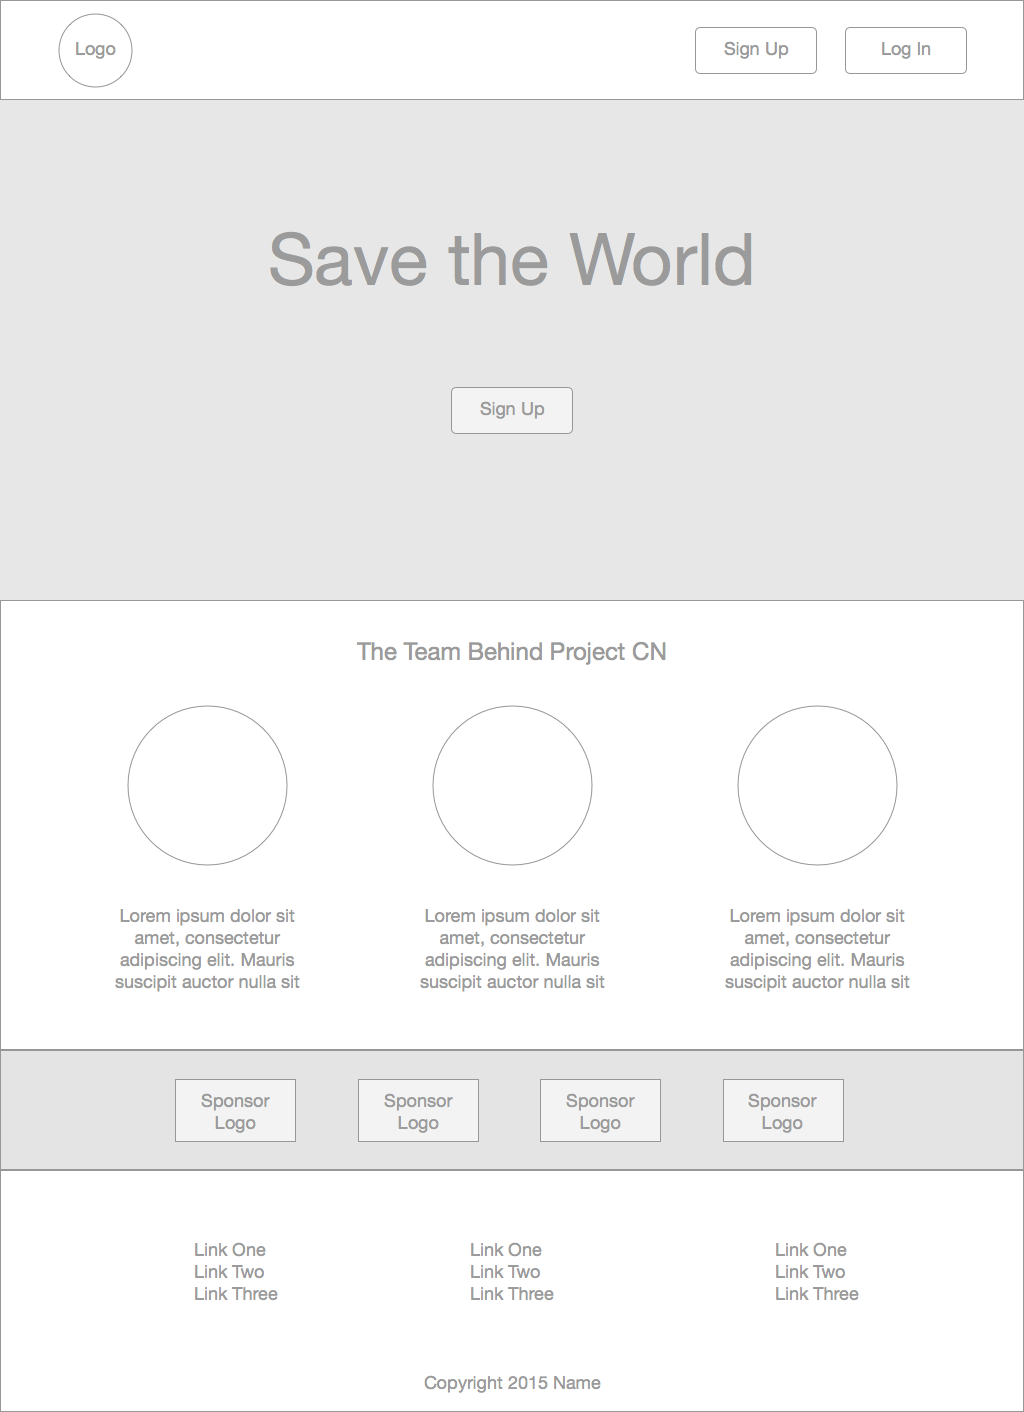 Logo
Sign Up
Log In
Save the World
Sign Up
The Team Behind Project CN
Lorem ipsum dolor sit
amet, consectetur
adipiscing elit. Mauris
suscipit auctor nulla sit
Lorem ipsum dolor sit
amet, consectetur
adipiscing elit. Mauris
suscipit auctor nulla sit
Lorem ipsum dolor sit
amet, consectetur
adipiscing elit. Mauris
suscipit auctor nulla sit
Sponsor
Logo
Sponsor
Logo
Sponsor
Logo
Sponsor
Logo
Link One
Link Two
Link Three
Link One
Link Two
Link Three
Link One
Link Two
Link Three
Copyright 2015 Name